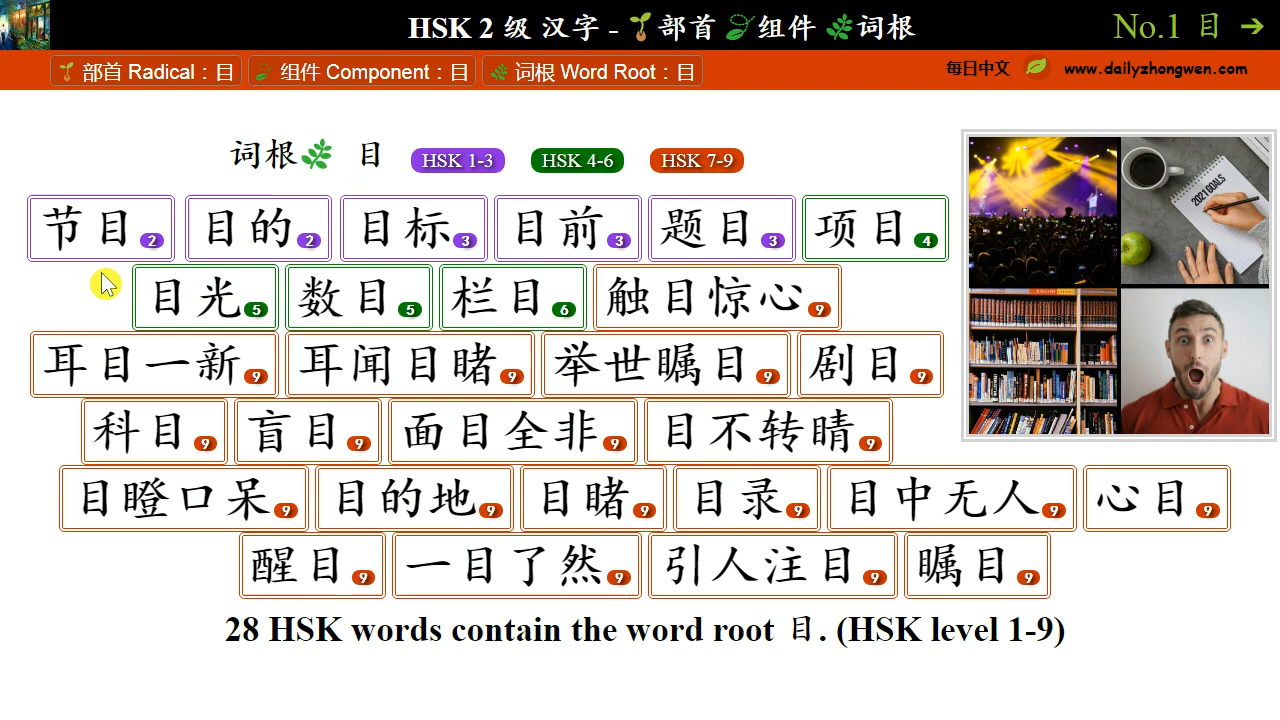 HSK 2 级 汉字 - 部首 组件 词根
No.1 目 →
部首 Radical：目 组件 Component：目 词根 Word Root：目
每日中文 www.dailyzhongwen.com
词根 目 HSK 1-3 HSK 4-6 HSK 7-9
节目 2 目的 2 目标 3 目前 3 题目 3 项目 4
目光 5 数目 5 栏目 6 触目惊心 9
耳目一新 9 耳闻目睹 9 举世瞩目 9 剧目 9
科目 9 盲目 9 面目全非 9 目不转睛 9
目瞪口呆 9 目的地 9 目睹 9 目录 9 目中无人 9 心目 9
醒目 9 一目了然 9 引人注目 9 瞩目 9
28 HSK words contain the word root 目. (HSK level 1-9)
2021 GOALS